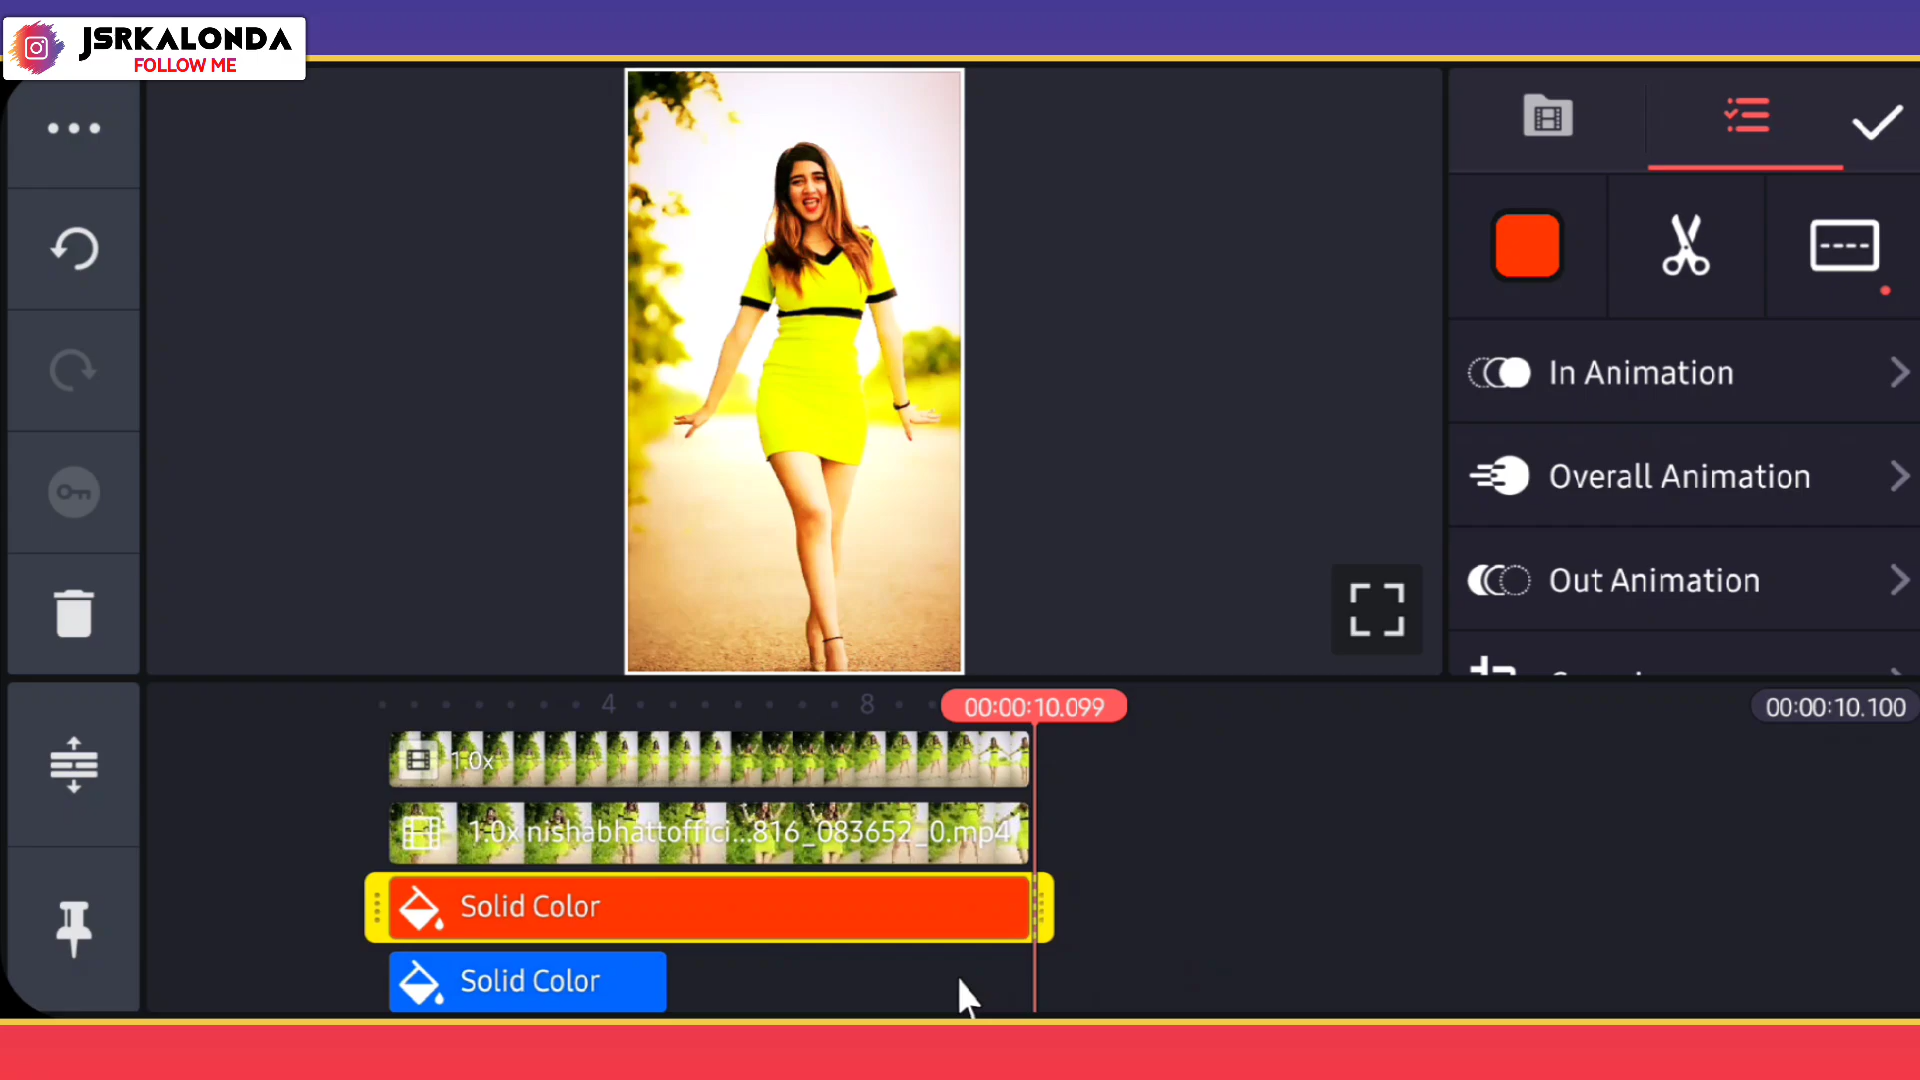 JSRKALONDA
FOLLOW ME
In Animation
Overall Animation
Out Animation
4
8
00:00:10.099
00:00:10.100
1.0x
1.0x nishabhattoffici...816_083652_0.mp4
Solid Color
Solid Color